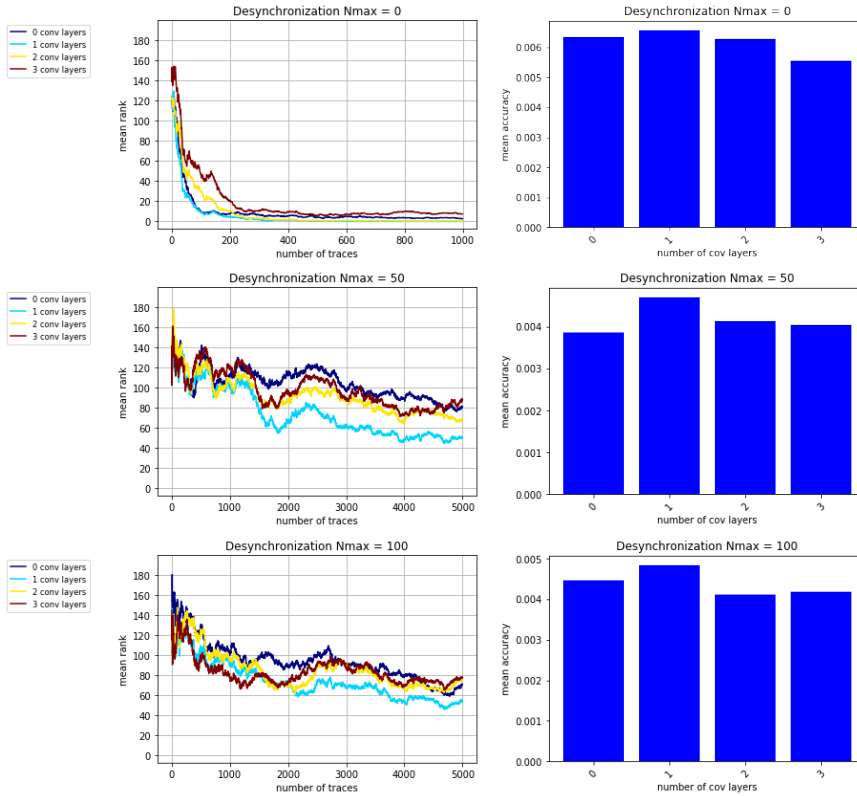 Desynchronization Nmax = 0
0 conv layers
1 conv layers
2 conv layers
3 conv layers
mean rank
180
160
140
120
100
80
60
40
20
0
0 200 400 600 800 1000
number of traces
Desynchronization Nmax = 0
mean accuracy
0.006
0.005
0.004
0.003
0.002
0.001
0.000
0 1 2 3
number of cov layers
Desynchronization Nmax = 50
0 conv layers
1 conv layers
2 conv layers
3 conv layers
mean rank
180
160
140
120
100
80
60
40
20
0
0 1000 2000 3000 4000 5000
number of traces
Desynchronization Nmax = 50
mean accuracy
0.004
0.003
0.002
0.001
0.000
0 1 2 3
number of cov layers
Desynchronization Nmax = 100
0 conv layers
1 conv layers
2 conv layers
3 conv layers
mean rank
180
160
140
120
100
80
60
40
20
0
0 1000 2000 3000 4000 5000
number of traces
Desynchronization Nmax = 100
mean accuracy
0.005
0.004
0.003
0.002
0.001
0.000
0 1 2 3
number of cov layers